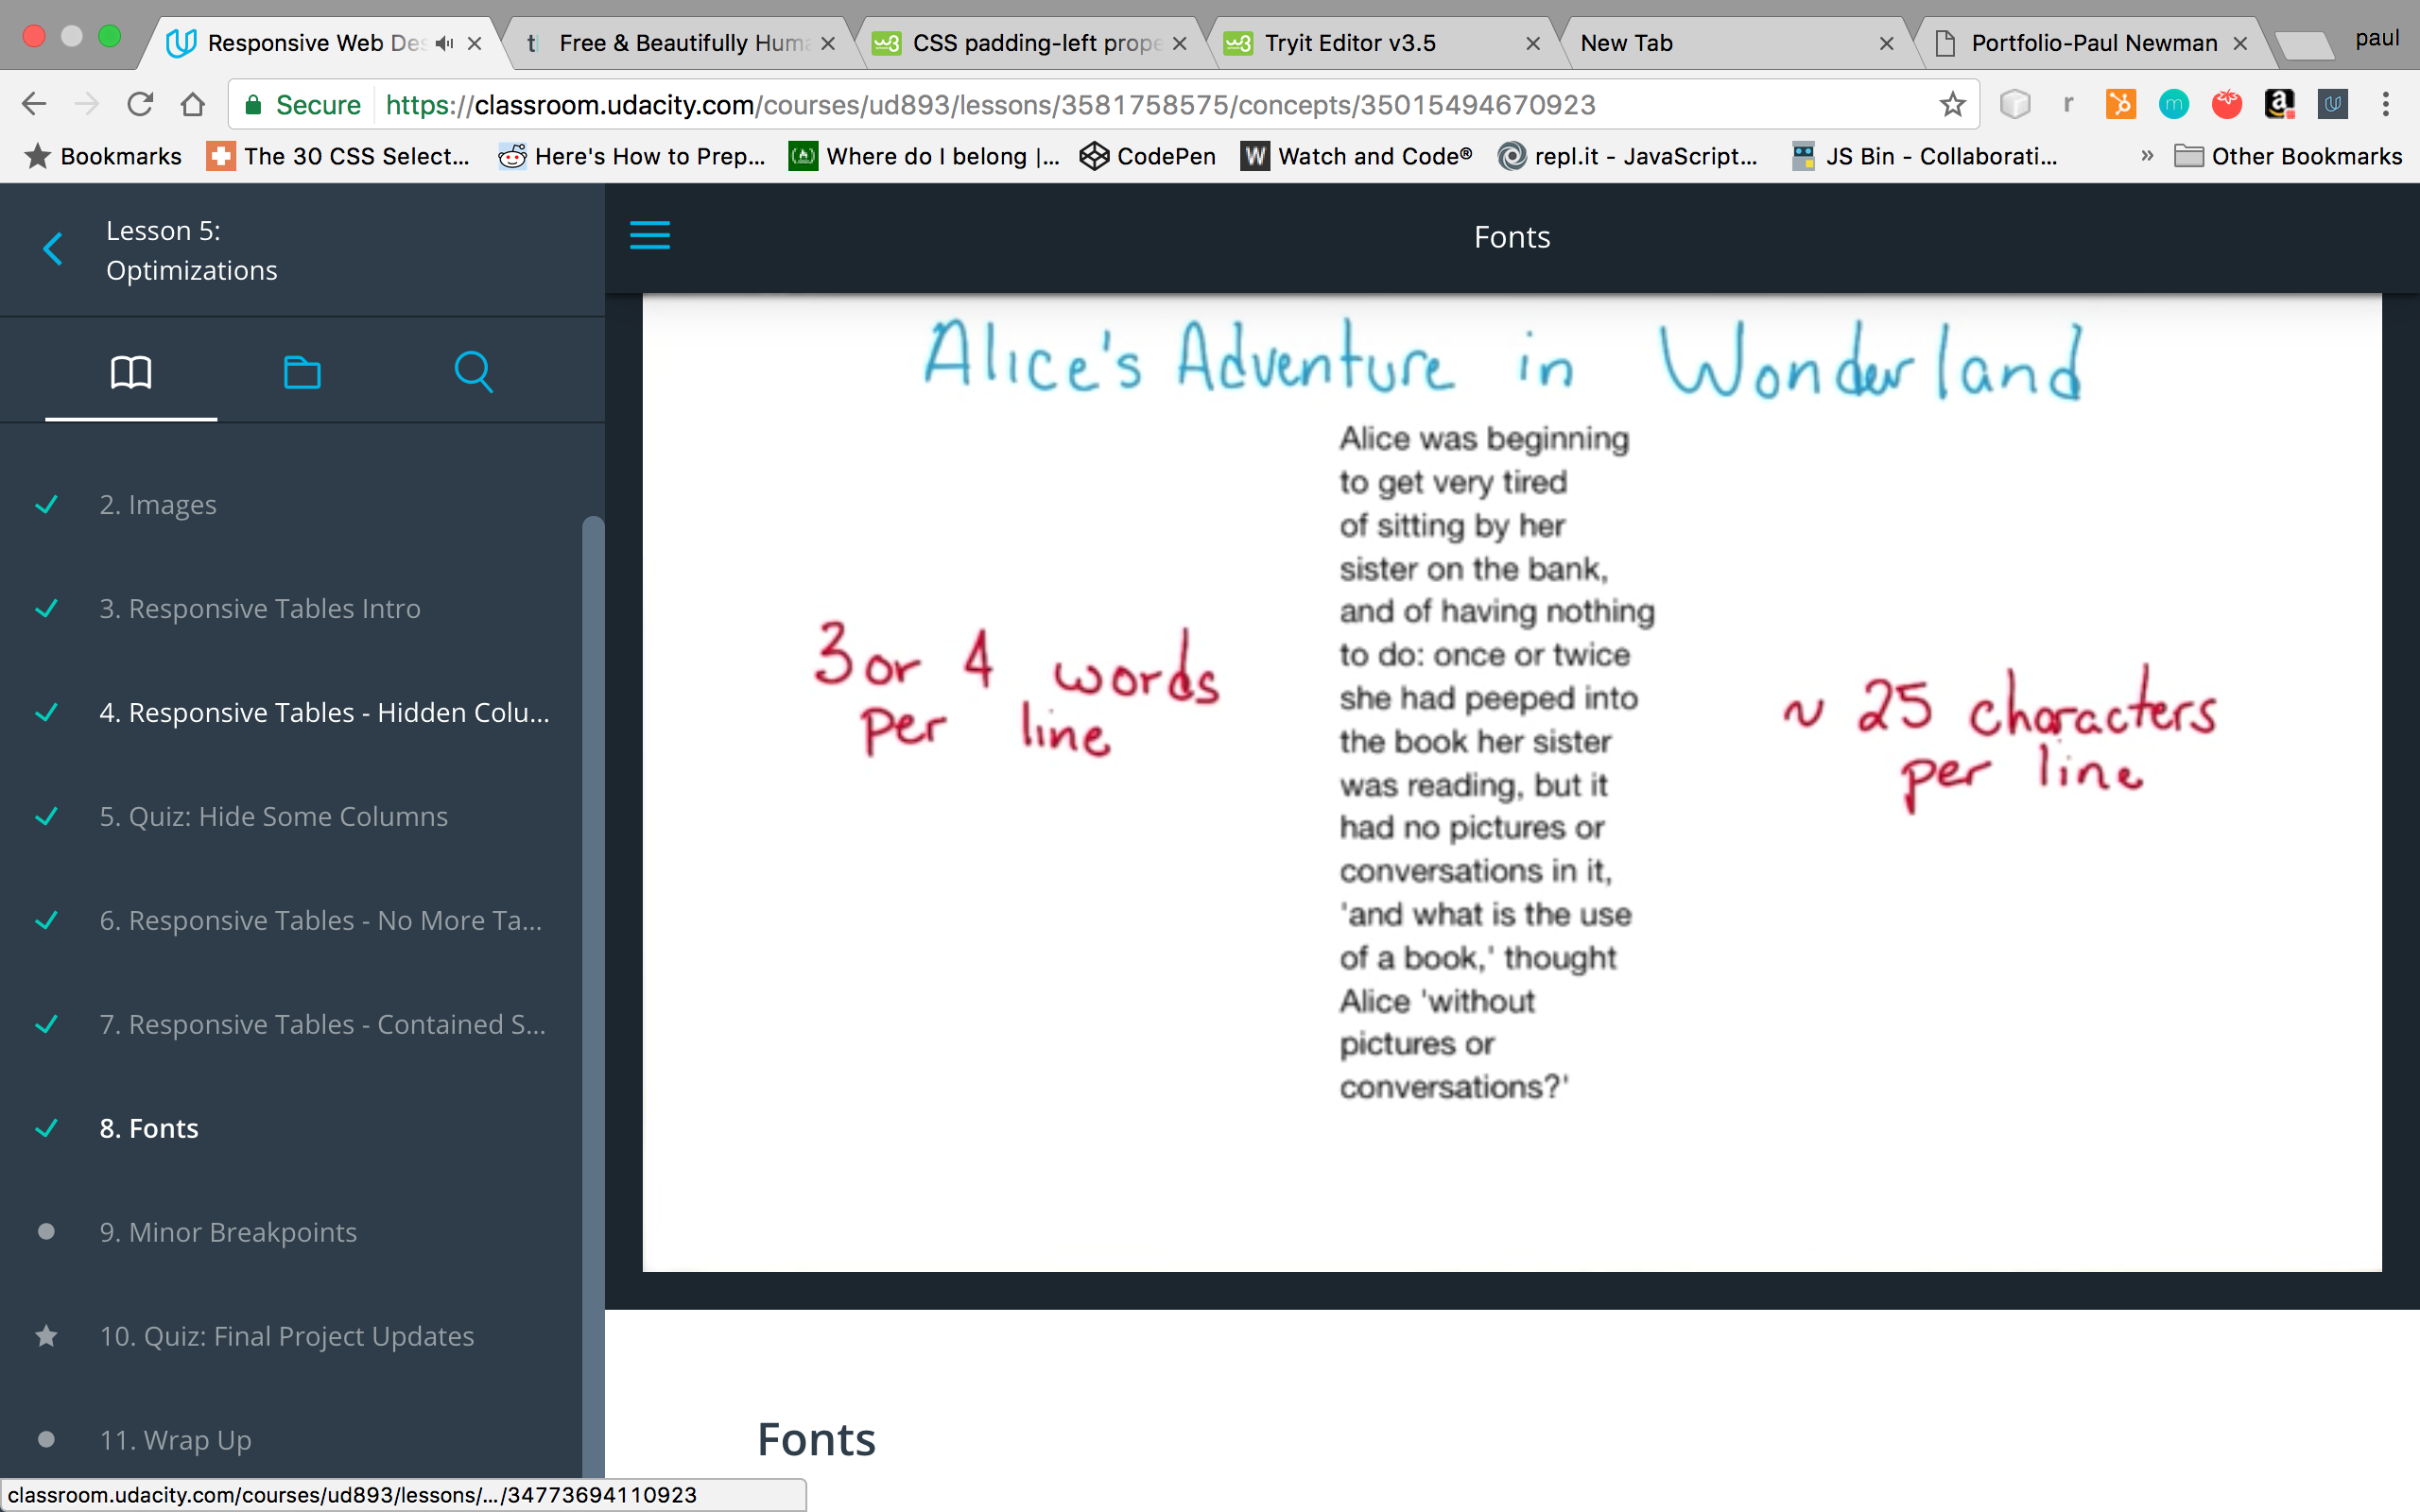 Responsive Web Des
Free & Beautifully Huma
CSS padding-left prope
Tryit Editor v3.5
New Tab
Portfolio-Paul Newman
paul
Secure
https://classroom.udacity.com/courses/ud893/lessons/3581758575/concepts/35015494670923
Bookmarks
The 30 CSS Select...
Here's How to Prep...
Where do I belong |...
CodePen
Watch and Code®
repl.it - JavaScript...
JS Bin - Collaborati...
» Other Bookmarks
Lesson 5:
Optimizations
2. Images
3. Responsive Tables Intro
4. Responsive Tables - Hidden Colu...
5. Quiz: Hide Some Columns
6. Responsive Tables - No More Ta...
7. Responsive Tables - Contained S...
8. Fonts
9. Minor Breakpoints
10. Quiz: Final Project Updates
11. Wrap Up
classroom.udacity.com/courses/ud893/lessons/.../34773694110923
Fonts
Alice's Adventure in Wonderland
3 or 4 words
per line
Alice was beginning
to get very tired
of sitting by her
sister on the bank,
and of having nothing
to do: once or twice
she had peeped into
the book her sister
was reading, but it
had no pictures or
conversations in it,
'and what is the use
of a book,' thought
Alice 'without
pictures or
conversations?'
~ 25 characters
per line
Fonts